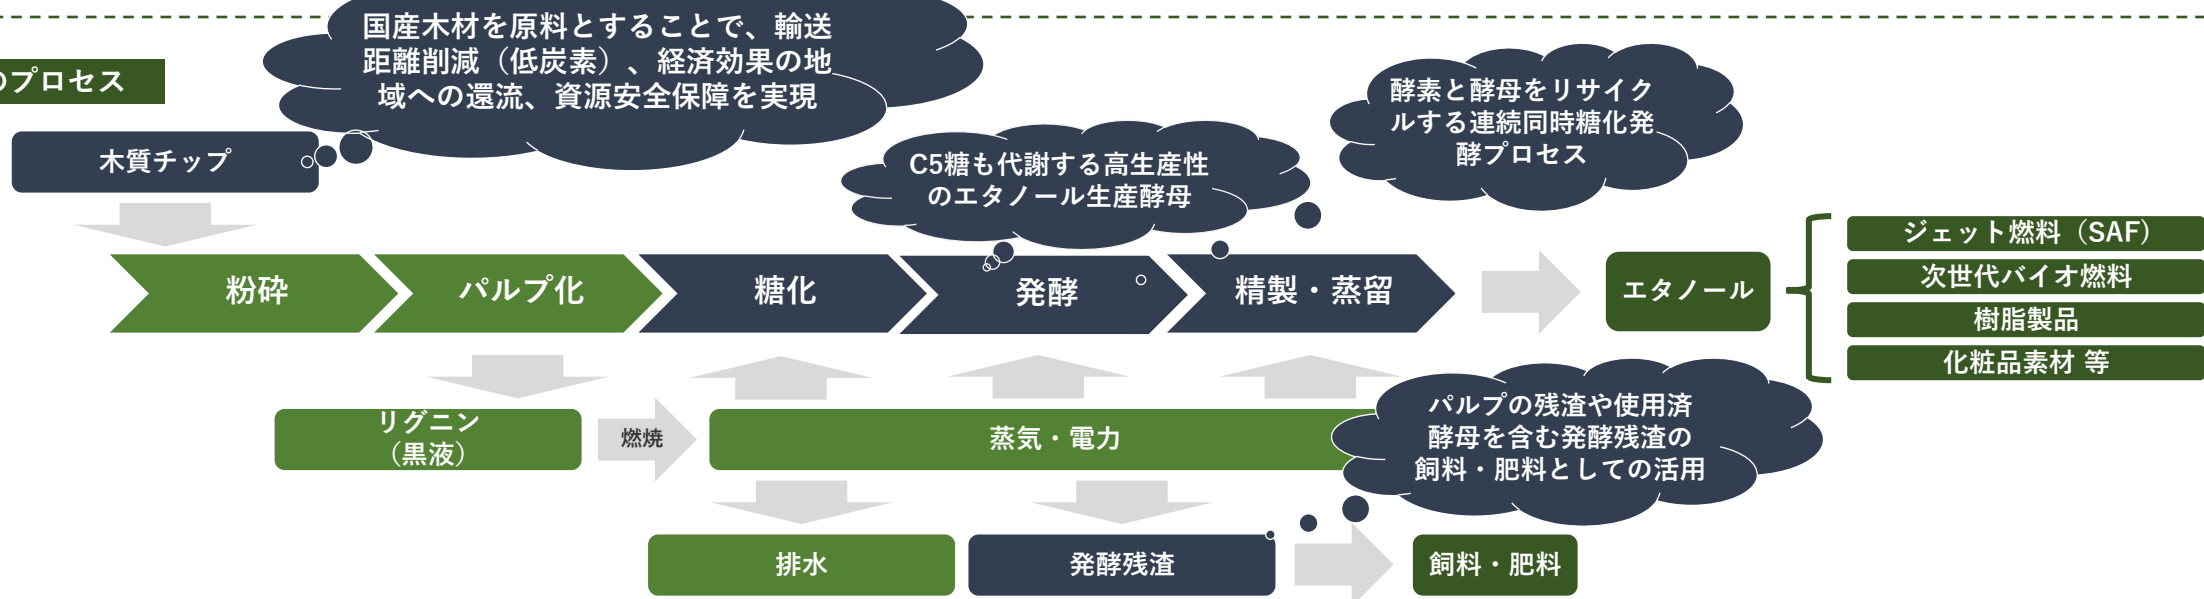 国産木材を原料とすることで、輸送
距離削減（低炭素）、経済効果の地
域への還流、資源安全保障を実現
のプロセス
木質チップ
酵素と酵母をリサイク
ルする連続同時糖化発
酵プロセス
C5糖も代謝する高生産性
のエタノール生産酵母
粉砕
パルプ化
糖化
発酵
精製・蒸留
エタノール
ジェット燃料（SAF）
次世代バイオ燃料
樹脂製品
化粧品素材 等
リグニン
（黒液）
燃焼
蒸気・電力
パルプの残渣や使用済
酵母を含む発酵残渣の
飼料・肥料としての活用
排水
発酵残渣
飼料・肥料